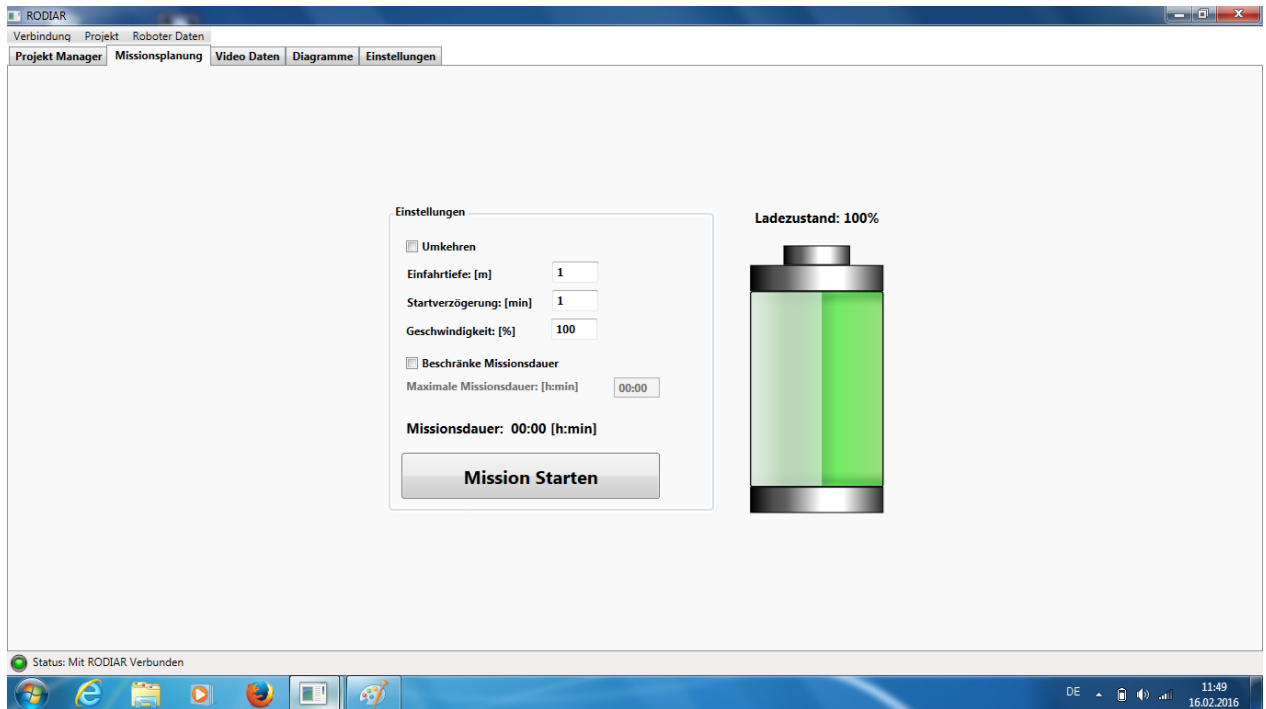 RODIAR
Verbindung Projekt Roboter Daten
Projekt Manager Missionsplanung Video Daten Diagramme Einstellungen
Einstellungen
Umkehren
Einfahrtiefe: [m] 1
Startverzögerung: [min] 1
Geschwindigkeit: [%] 100
Beschränke Missionsdauer
Maximale Missionsdauer: [h:min] 00:00
Missionsdauer: 00:00 [h:min]
Mission Starten
Ladezustand: 100%
Status: Mit RODIAR Verbunden
DE
11:49
16.02.2016